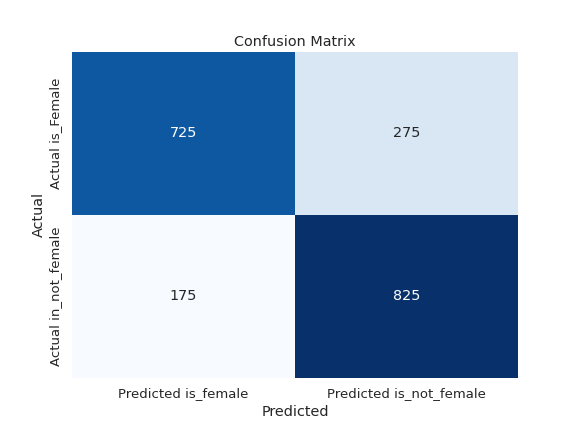 Confusion Matrix
Actual
Actual is_Female
725
275
Actual in_not_female
175
825
Predicted is_female
Predicted is_not_female
Predicted